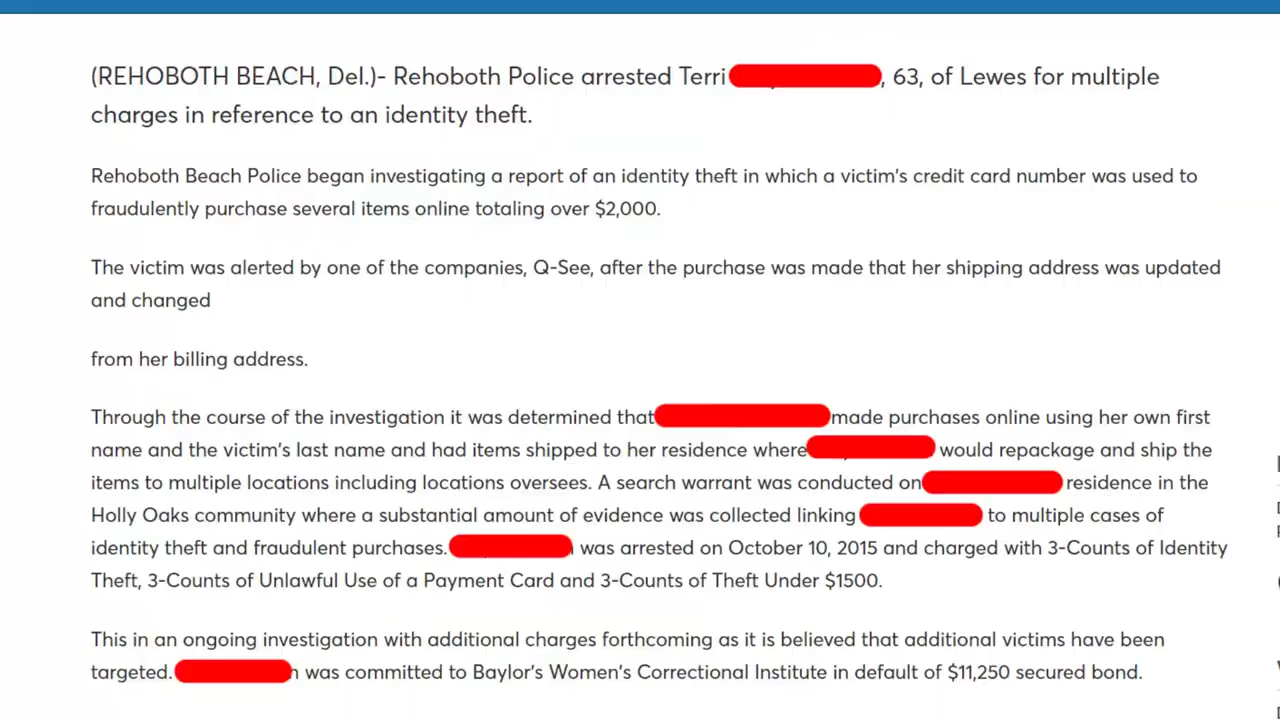 (REHOBOTH BEACH, Del.)- Rehoboth Police arrested Terri , 63, of Lewes for multiple
charges in reference to an identity theft.
Rehoboth Beach Police began investigating a report of an identity theft in which a victim's credit card number was used to
fraudulently purchase several items online totaling over $2,000.
The victim was alerted by one of the companies, Q-See, after the purchase was made that her shipping address was updated
and changed
from her billing address.
Through the course of the investigation it was determined that made purchases online using her own first
name and the victim's last name and had items shipped to her residence where would repackage and ship the
items to multiple locations including locations oversees. A search warrant was conducted on residence in the
Holly Oaks community where a substantial amount of evidence was collected linking to multiple cases of
identity theft and fraudulent purchases. was arrested on October 10, 2015 and charged with 3-Counts of Identity
Theft, 3-Counts of Unlawful Use of a Payment Card and 3-Counts of Theft Under $1500.
This in an ongoing investigation with additional charges forthcoming as it is believed that additional victims have been
targeted. was committed to Baylor's Women's Correctional Institute in default of $11,250 secured bond.